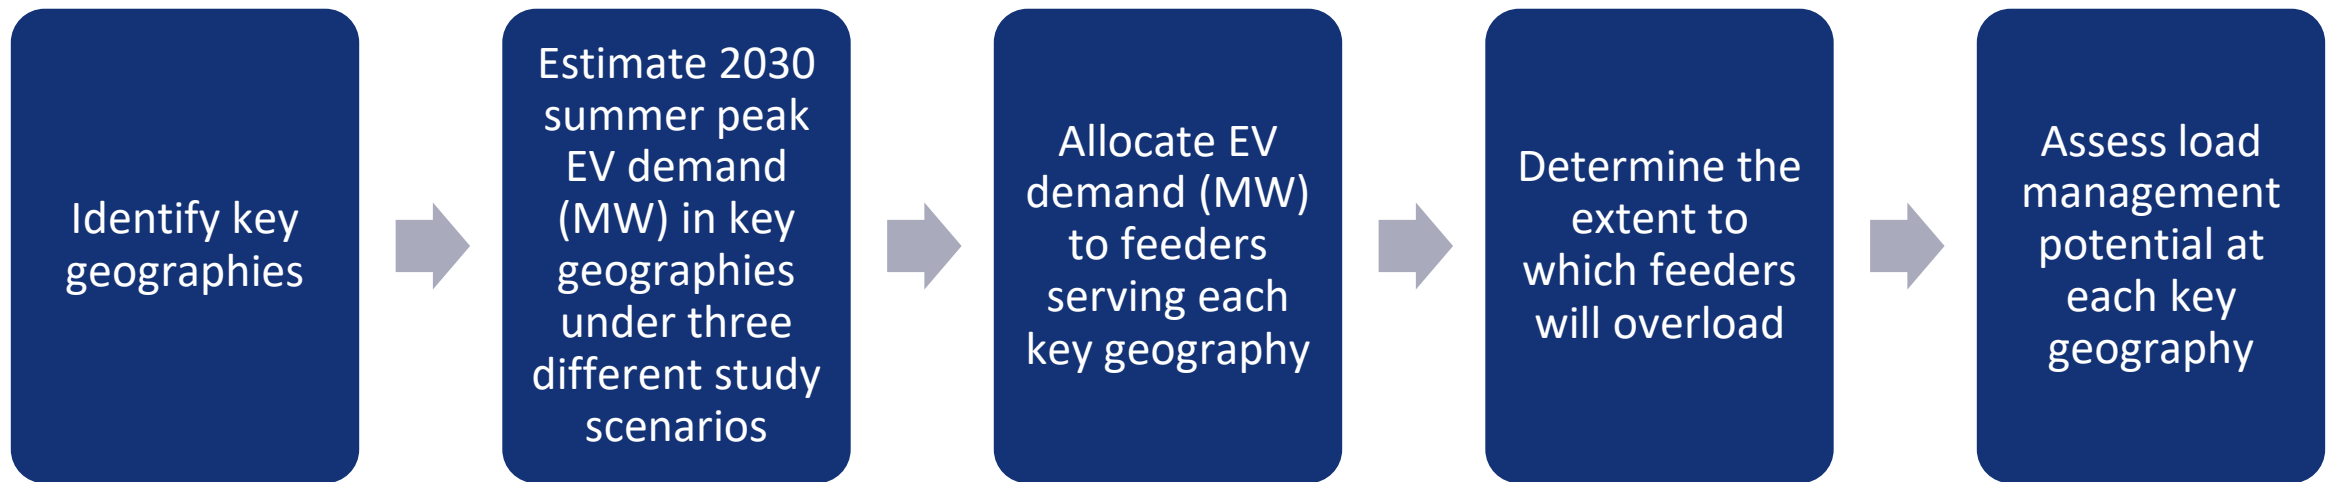 Identify key
geographies
Estimate 2030
summer peak
EV demand
(MW) in key
geographies
under three
different study
scenarios
Allocate EV
demand (MW)
to feeders
serving each
key geography
Determine the
extent to
which feeders
will overload
Assess load
management
potential at
each key
geography